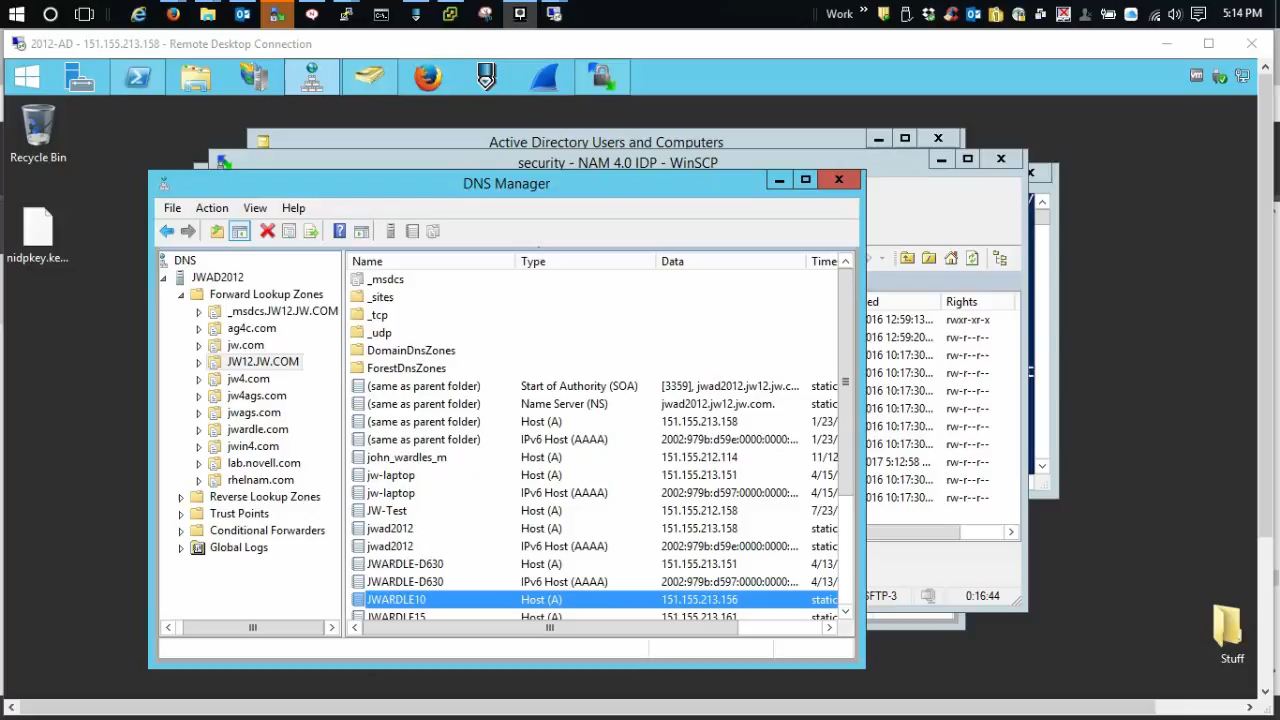 Work
5:14 PM
2012-AD - 151.155.213.158 - Remote Desktop Connection
Recycle Bin
nidpkey.ke...
Stuff
Active Directory Users and Computers
security - NAM 4.0 IDP - WinSCP
DNS Manager
File Action View Help
DNS
JWAD2012
Forward Lookup Zones
_msdcs.JW12.JW.COM
ag4c.com
jw.com
JW12.JW.COM
jw4.com
jw4ags.com
jwags.com
jwardle.com
jwin4.com
lab.novell.com
rhelnam.com
Reverse Lookup Zones
Trust Points
Conditional Forwarders
Global Logs
Name Type Data Time
_msdcs
_sites
_tcp
_udp
DomainDnsZones
ForestDnsZones
(same as parent folder) Start of Authority (SOA) [3359], jwad2012.jw12.jw.c... static
(same as parent folder) Name Server (NS) jwad2012.jw12.jw.com. static
(same as parent folder) Host (A) 151.155.213.158 1/23/
(same as parent folder) IPv6 Host (AAAA) 2002:979b:d59e:0000:0000:... 1/23/
john_wardles_m Host (A) 151.155.212.114 11/12
jw-laptop Host (A) 151.155.213.151 4/15/
jw-laptop IPv6 Host (AAAA) 2002:979b:d597:0000:0000:... 4/15/
JW-Test Host (A) 151.155.212.158 7/23/
jwad2012 Host (A) 151.155.213.158 static
jwad2012 IPv6 Host (AAAA) 2002:979b:d59e:0000:0000:... static
JWARDLE-D630 Host (A) 151.155.213.151 4/13/
JWARDLE-D630 IPv6 Host (AAAA) 2002:979b:d597:0000:0000:... 4/13/
JWARDLE10 Host (A) 151.155.213.156 static
JWARDLE15 Host (A) 151.155.213.161 static
ed Rights
016 12:59:13... rwxr-xr-x
016 12:59:20... rw-r--r--
016 10:17:30... rw-r--r--
016 10:17:30... rw-r--r--
016 10:17:30... rw-r--r--
016 10:17:30... rw-r--r--
016 10:17:30... rw-r--r--
016 10:17:30... rw-r--r--
017 5:12:58 ... rw-r--r--
016 10:17:30... rw-r--r--
016 10:17:30... rw-r--r--
SFTP-3 0:16:44